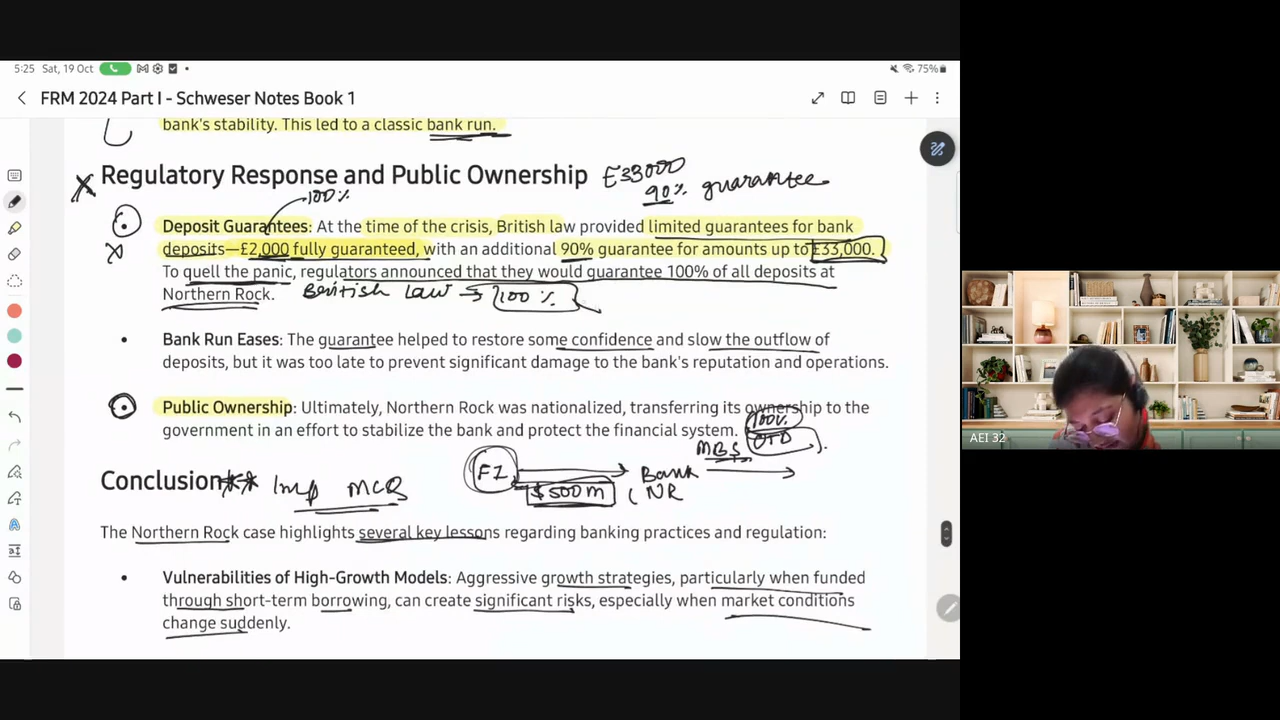 5:25 Sat, 19 Oct 75%
FRM 2024 Part I - Schweser Notes Book 1
bank's stability. This led to a classic bank run.
Regulatory Response and Public Ownership £33000
90% guarantee
100%
Deposit Guarantees: At the time of the crisis, British law provided limited guarantees for bank
deposits—£2,000 fully guaranteed, with an additional 90% guarantee for amounts up to £33,000.
To quell the panic, regulators announced that they would guarantee 100% of all deposits at
Northern Rock. British Law → 100%
• Bank Run Eases: The guarantee helped to restore some confidence and slow the outflow of
deposits, but it was too late to prevent significant damage to the bank's reputation and operations.
• Public Ownership: Ultimately, Northern Rock was nationalized, transferring its ownership to the
government in an effort to stabilize the bank and protect the financial system.
100%
OTD
MBS
FI Bank
$500m (NR
Conclusion** Imp MCQ
The Northern Rock case highlights several key lessons regarding banking practices and regulation:
• Vulnerabilities of High-Growth Models: Aggressive growth strategies, particularly when funded
through short-term borrowing, can create significant risks, especially when market conditions
change suddenly.
AEI 32